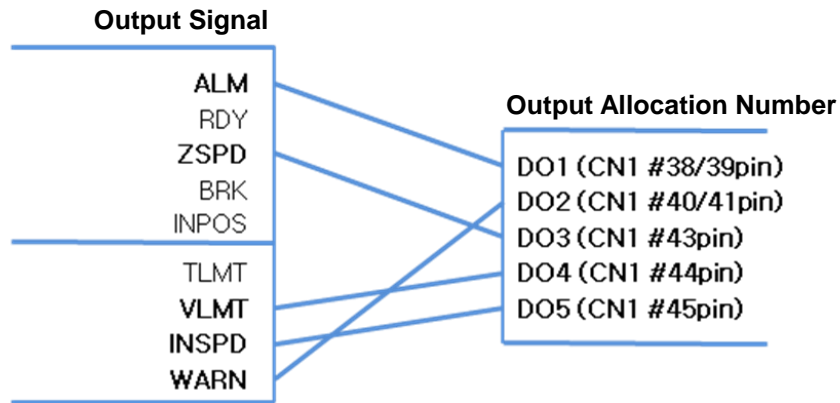 Output Signal
ALM
RDY
ZSPD
BRK
INPOS
TLMT
VLMT
INSPD
WARN
Output Allocation Number
DO1 (CN1 #38/39pin)
DO2 (CN1 #40/41pin)
DO3 (CN1 #43pin)
DO4 (CN1 #44pin)
DO5 (CN1 #45pin)